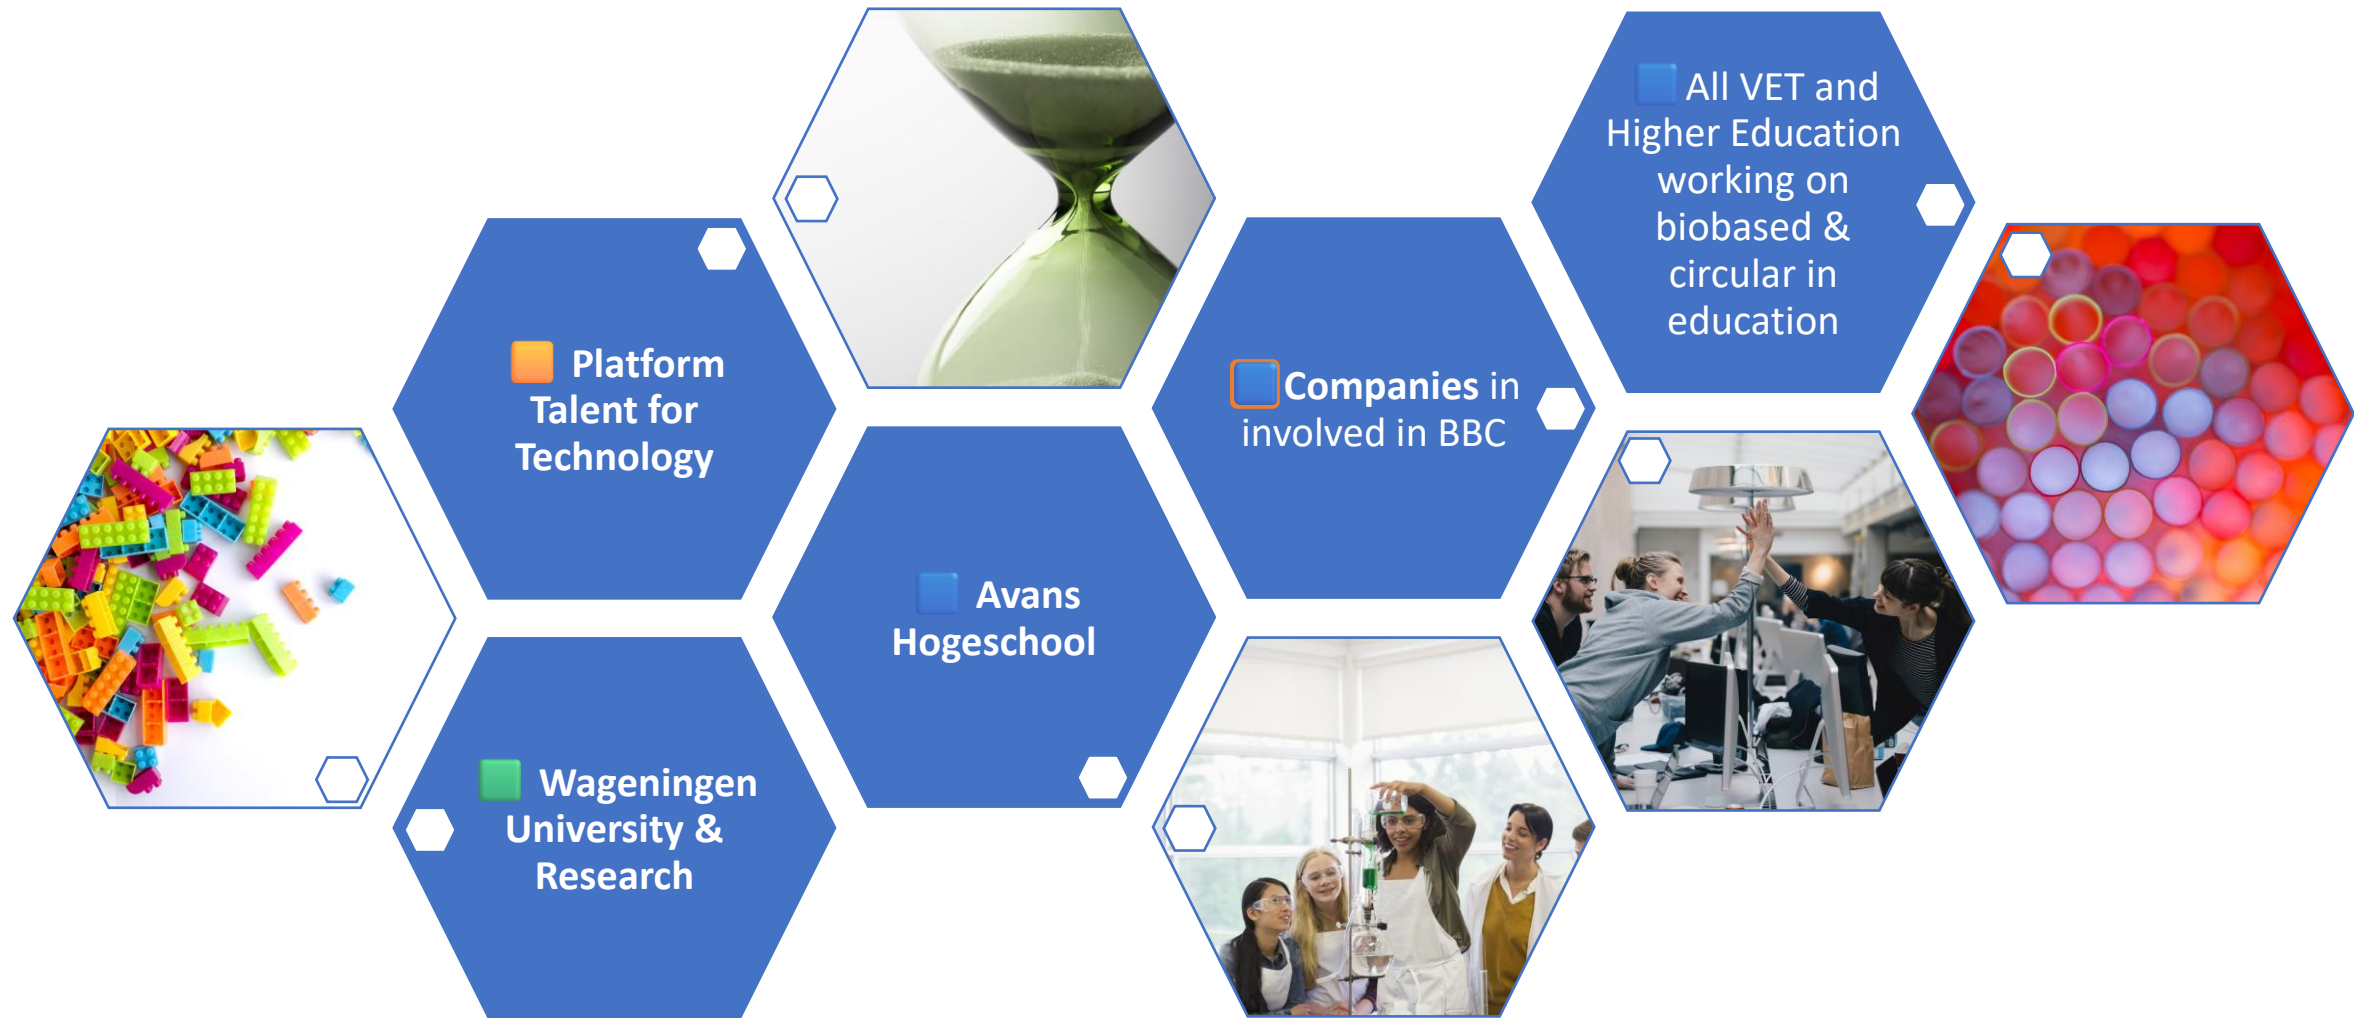 Platform
Talent for
Technology
Wageningen
University &
Research
Avans
Hogeschool
Companies in
involved in BBC
All VET and
Higher Education
working on
biobased &
circular in
education